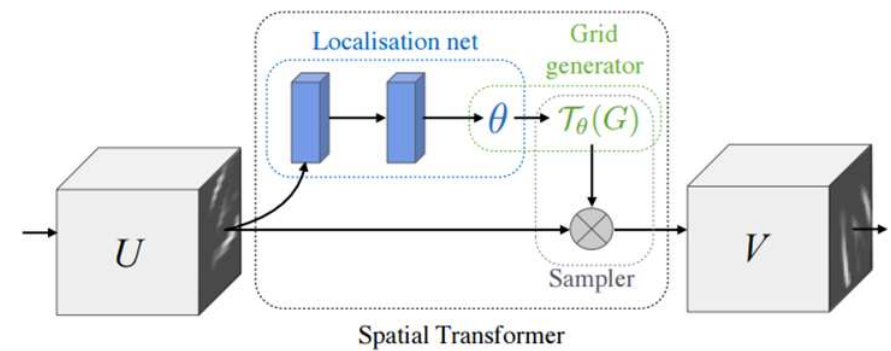 Localisation net
Grid
generator
θ
𝒯θ(G)
U
V
Sampler
Spatial Transformer